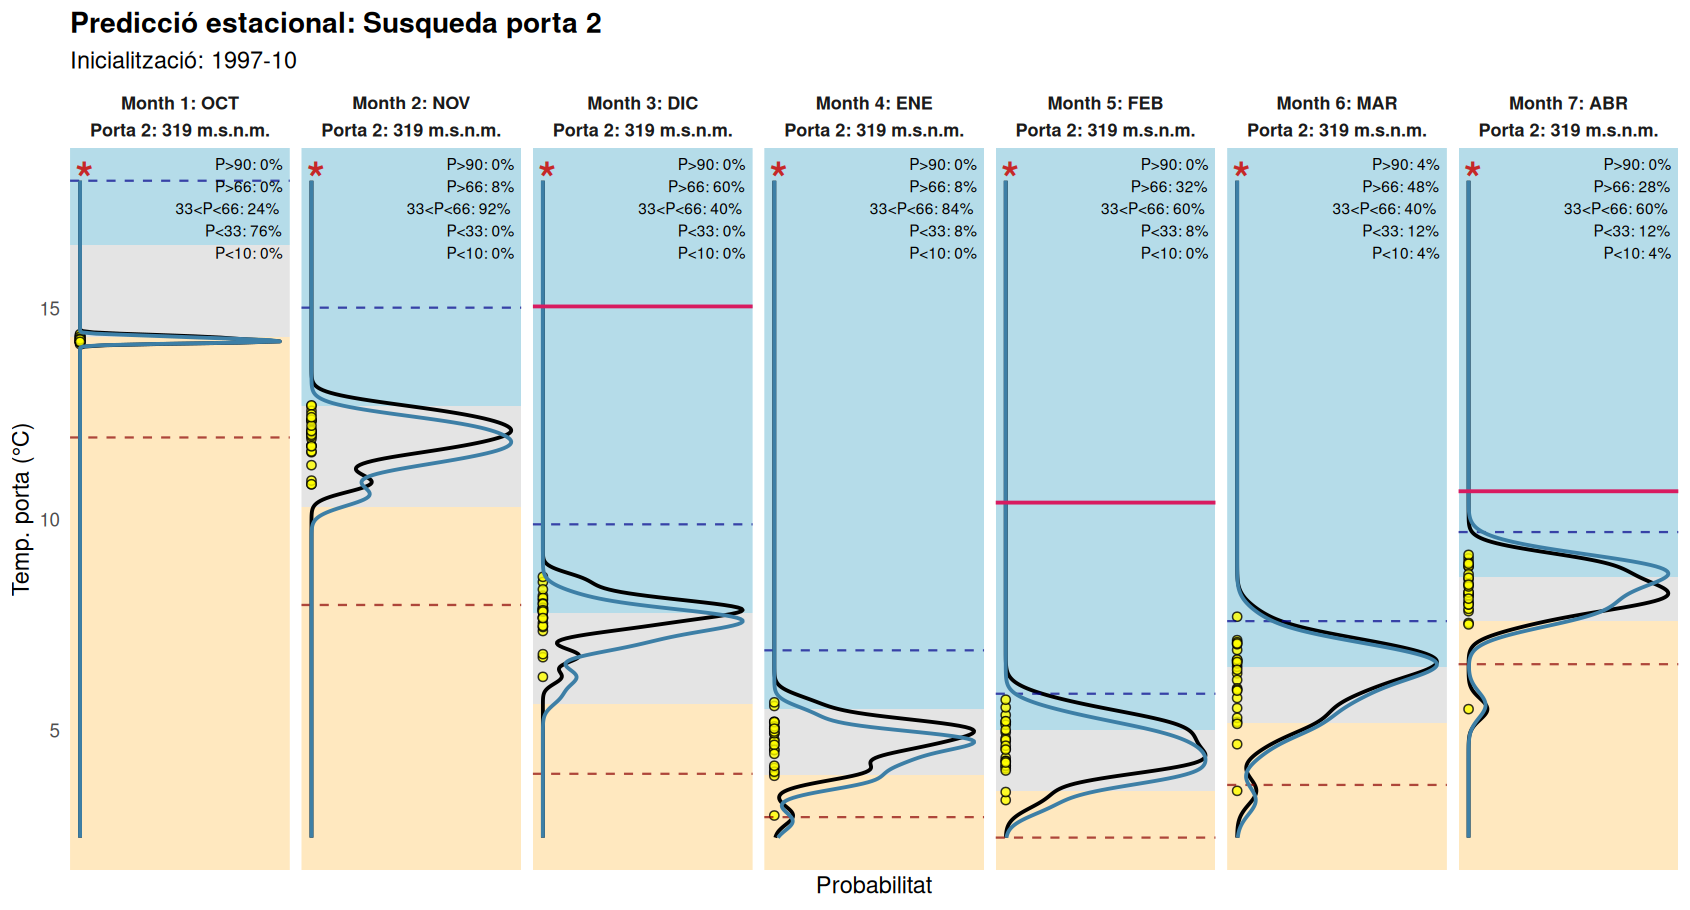 Predicció estacional: Susqueda porta 2
Inicialització: 1997-10
Month 1: OCT
Porta 2: 319 m.s.n.m.
Month 2: NOV
Porta 2: 319 m.s.n.m.
Month 3: DIC
Porta 2: 319 m.s.n.m.
Month 4: ENE
Porta 2: 319 m.s.n.m.
Month 5: FEB
Porta 2: 319 m.s.n.m.
Month 6: MAR
Porta 2: 319 m.s.n.m.
Month 7: ABR
Porta 2: 319 m.s.n.m.
*
P>90: 0%
P>66: 0%
33<P<66: 24%
P<33: 76%
P<10: 0%
*
P>90: 0%
P>66: 8%
33<P<66: 92%
P<33: 0%
P<10: 0%
*
P>90: 0%
P>66: 60%
33<P<66: 40%
P<33: 0%
P<10: 0%
*
P>90: 0%
P>66: 8%
33<P<66: 84%
P<33: 8%
P<10: 0%
*
P>90: 0%
P>66: 32%
33<P<66: 60%
P<33: 8%
P<10: 0%
*
P>90: 4%
P>66: 48%
33<P<66: 40%
P<33: 12%
P<10: 4%
*
P>90: 0%
P>66: 28%
33<P<66: 60%
P<33: 12%
P<10: 4%
15
10
5
Temp. porta (°C)
Probabilitat